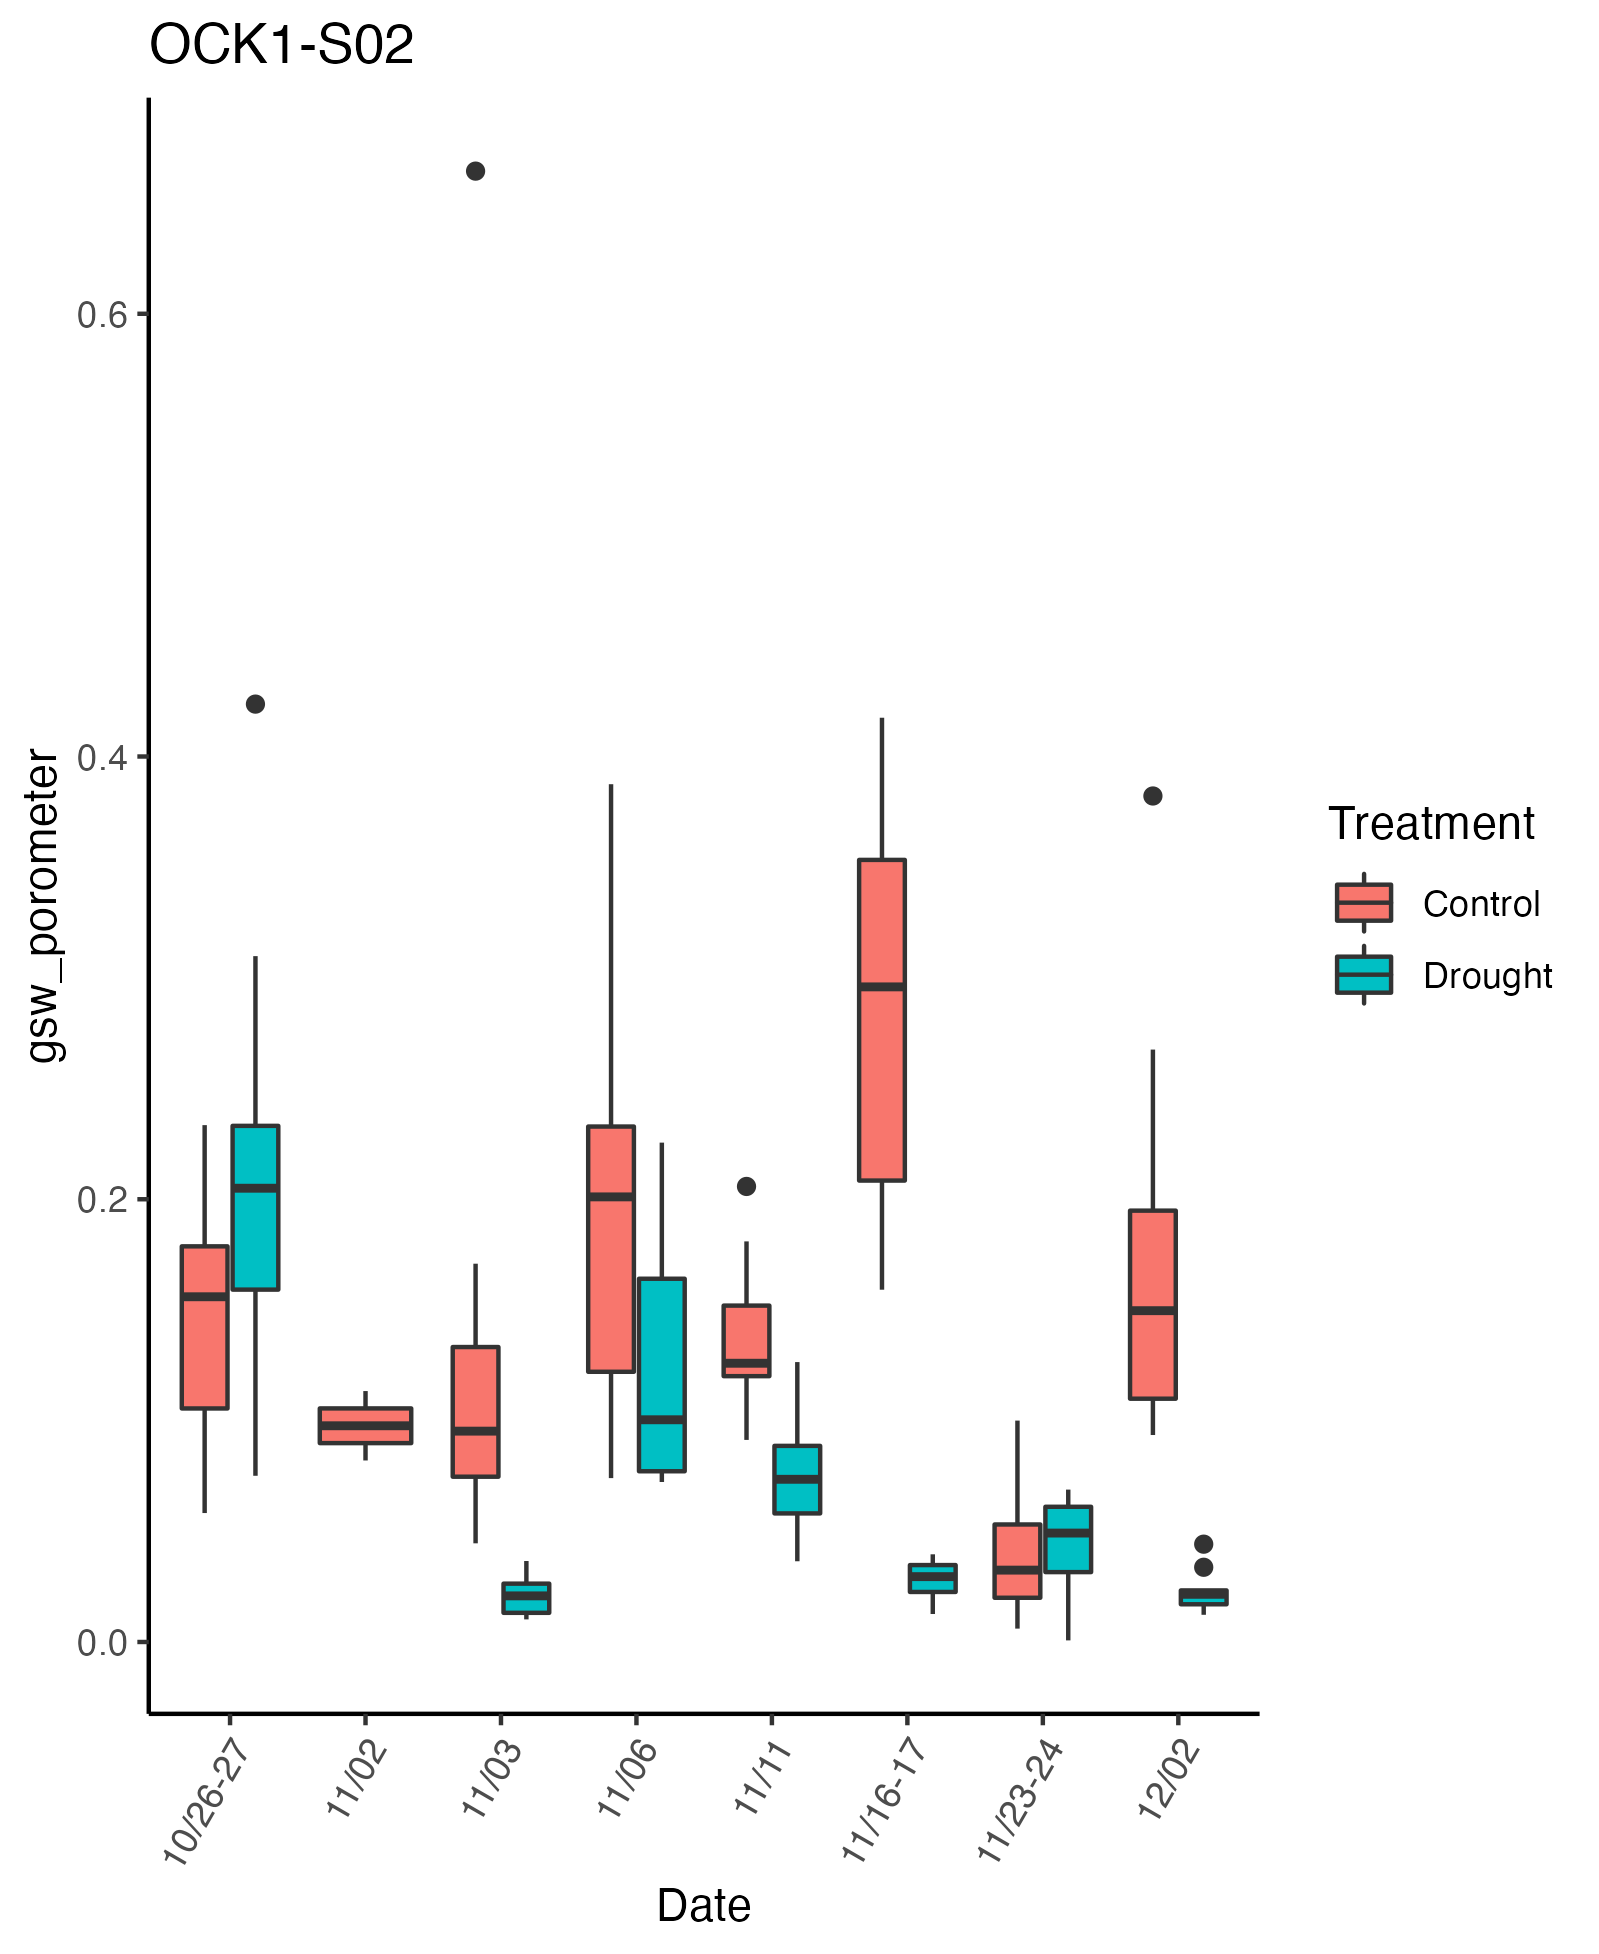 OCK1-S02
gsw_porometer
0.6
0.4
0.2
0.0
10/26-27
11/02
11/03
11/06
11/11
11/16-17
11/23-24
12/02
Date
Treatment
Control
Drought